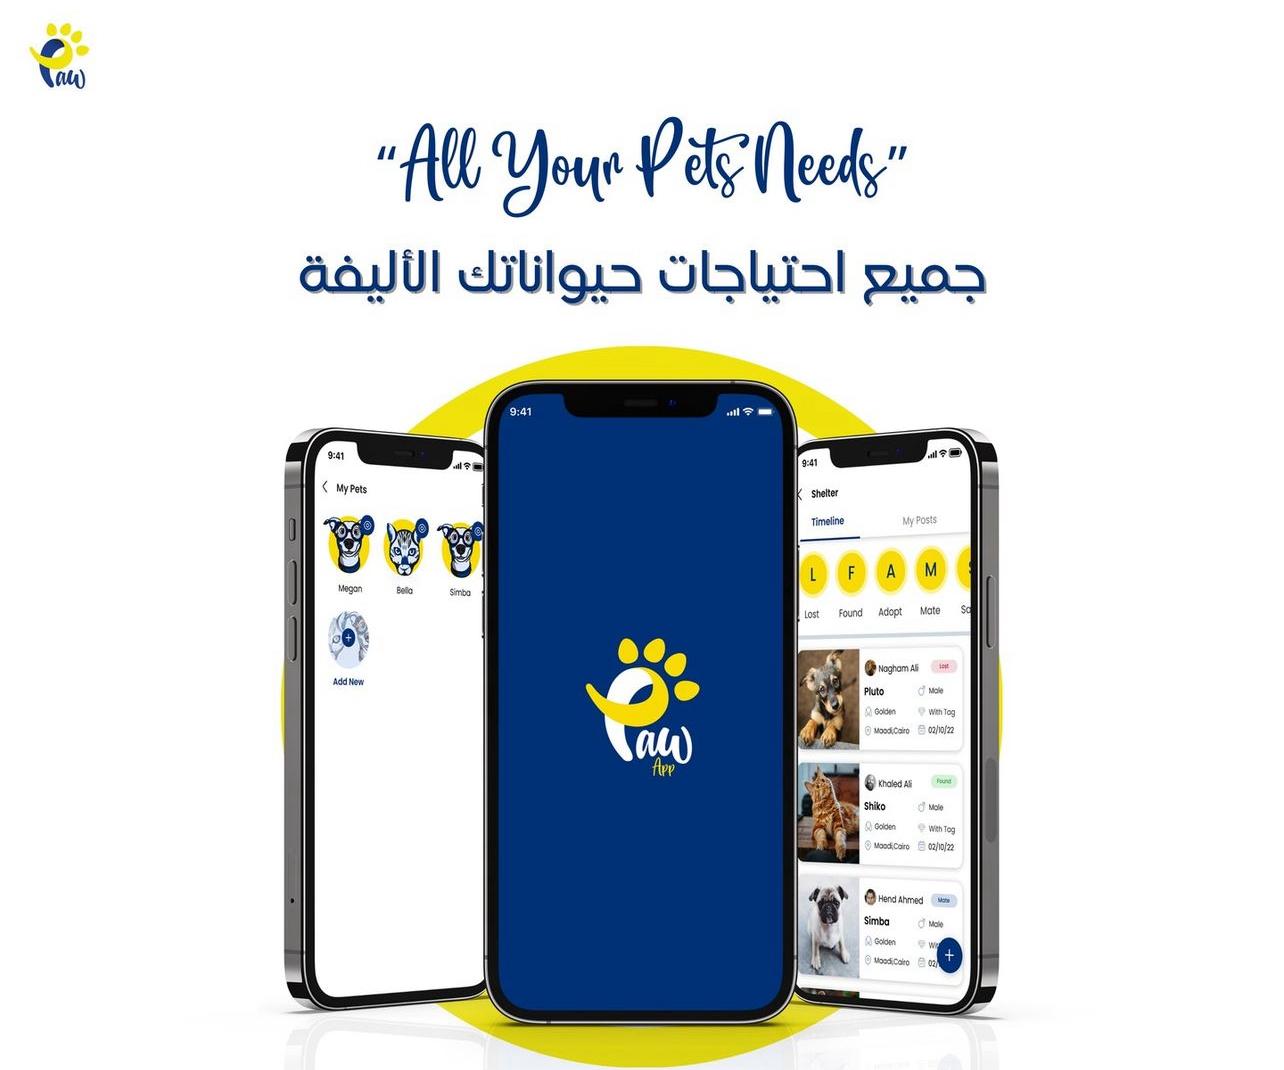 Paw
“All Your Pets' Needs”
جميع احتياجات حيواناتك الأليفة
9:41
My Pets
Megan
Bella
Simba
Add New
9:41
Paw
App
9:41
Shelter
Timeline
My Posts
L
F
A
M
Lost
Found
Adopt
Mate
Nagham Ali
Lost
Pluto
Male
Golden
With Tag
Maadi,Cairo
02/10/22
Khaled Ali
Found
Shiko
Male
Golden
With Tag
Maadi,Cairo
02/10/22
Hend Ahmed
Mate
Simba
Male
Golden
Maadi,Cairo
+